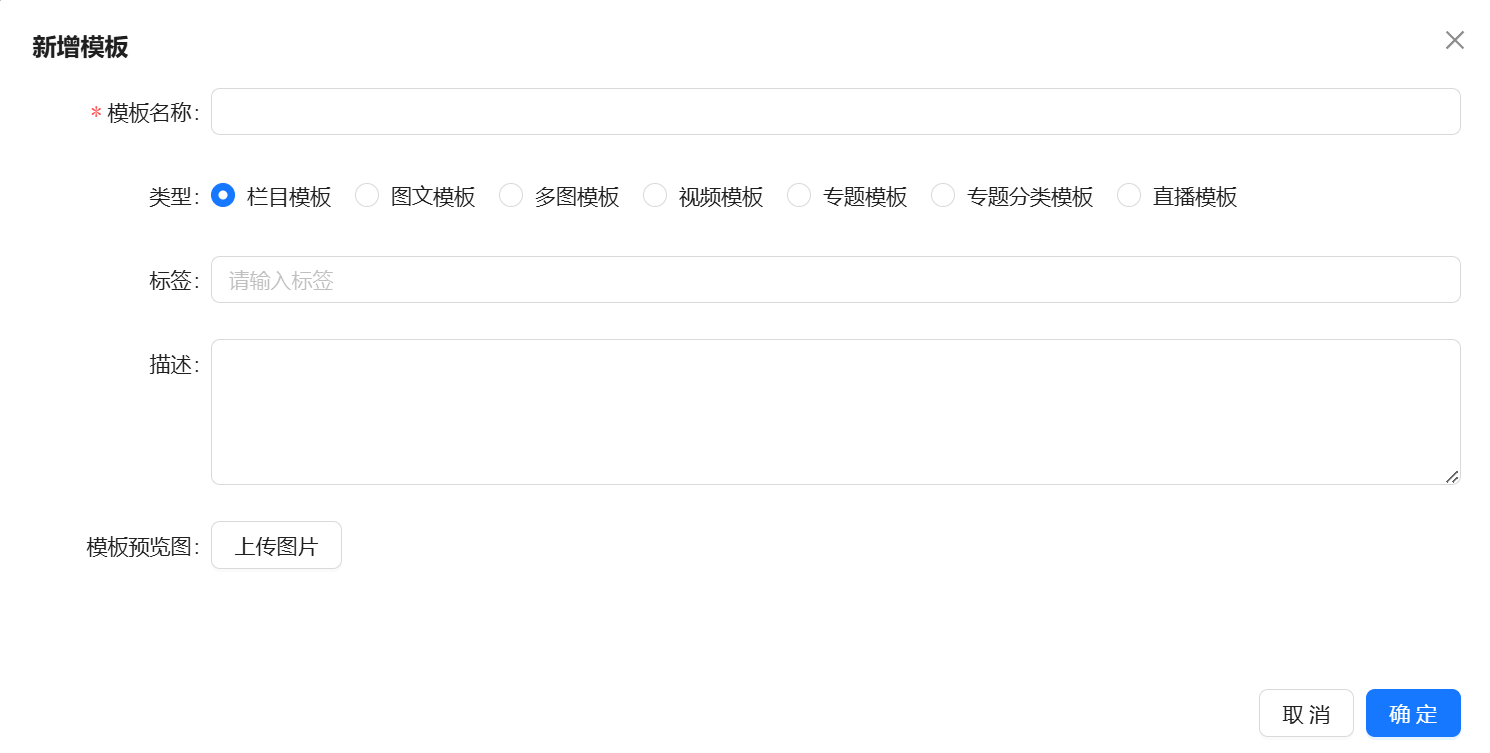 新增模板
* 模板名称:
类型: 栏目模板 图文模板 多图模板 视频模板 专题模板 专题分类模板 直播模板
标签: 请输入标签
描述:
模板预览图: 上传图片
取 消 确 定